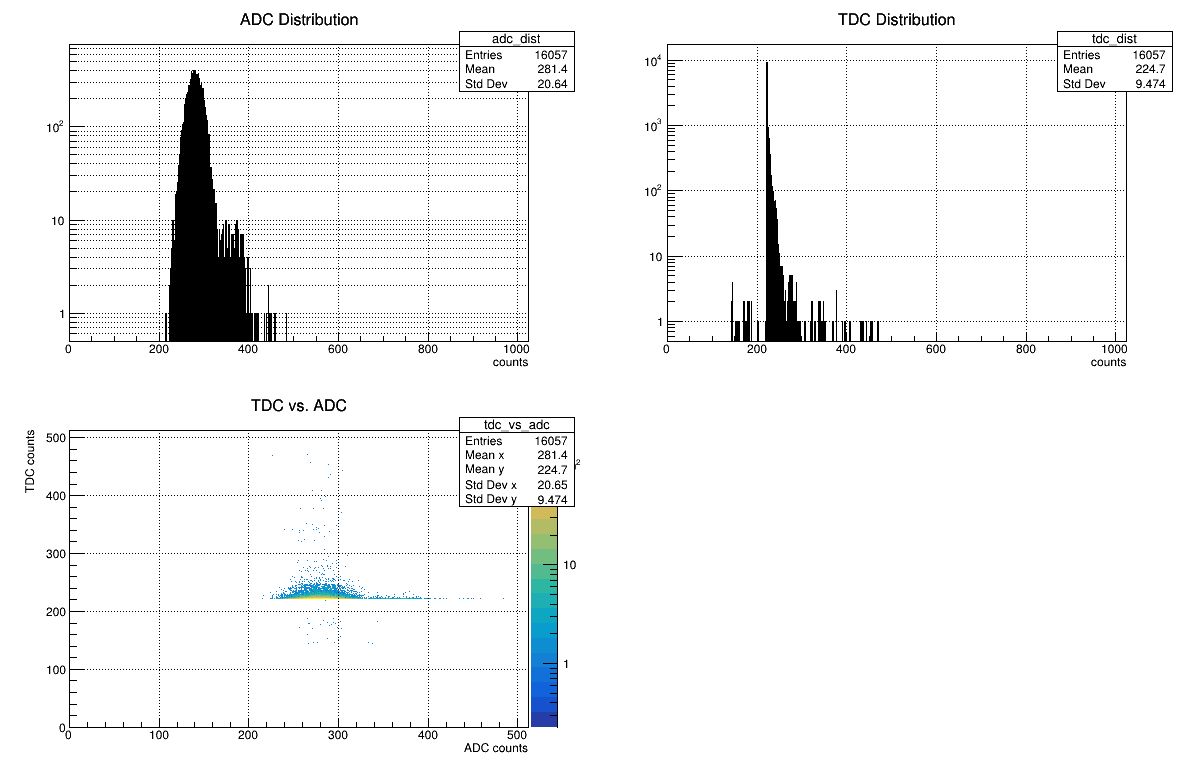 ADC Distribution
adc_dist
Entries 16057
Mean 281.4
Std Dev 20.64
10²
10
1
0 200 400 600 800 1000
counts
TDC Distribution
tdc_dist
Entries 16057
Mean 224.7
Std Dev 9.474
10⁴
10³
10²
10
1
0 200 400 600 800 1000
counts
TDC vs. ADC
tdc_vs_adc
Entries 16057
Mean x 281.4
Mean y 224.7
Std Dev x 20.65
Std Dev y 9.474
TDC counts
500
400
300
200
100
0
0 100 200 300 400 500
ADC counts
2
10
1